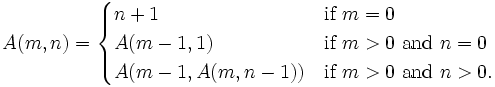 A(m, n) = { n + 1 if m = 0
A(m − 1, 1) if m > 0 and n = 0
A(m − 1, A(m, n − 1)) if m > 0 and n > 0.